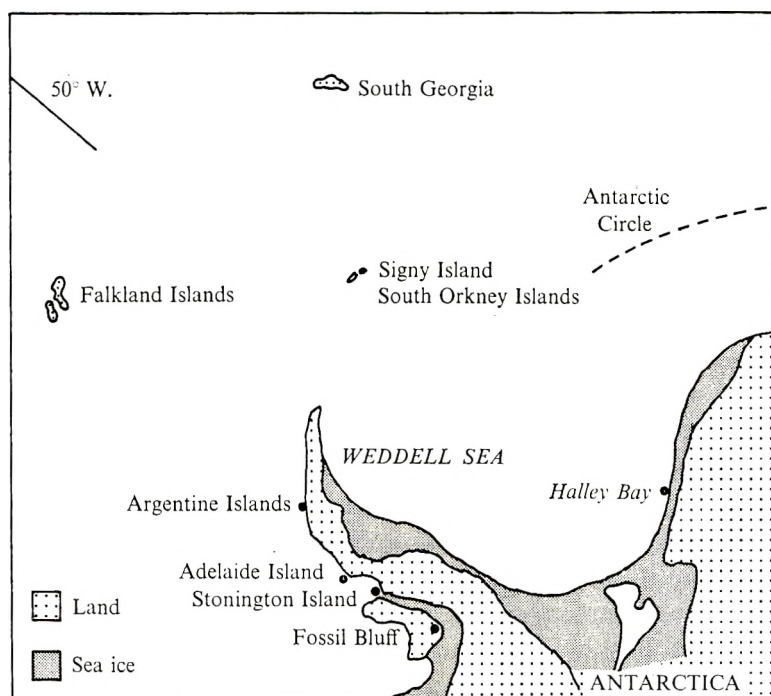 50° W.
South Georgia
Antarctic
Circle
Signy Island
South Orkney Islands
Falkland Islands
WEDDELL SEA
Halley Bay
Argentine Islands
Adelaide Island
Stonington Island
Fossil Bluff
Land
Sea ice
ANTARCTICA